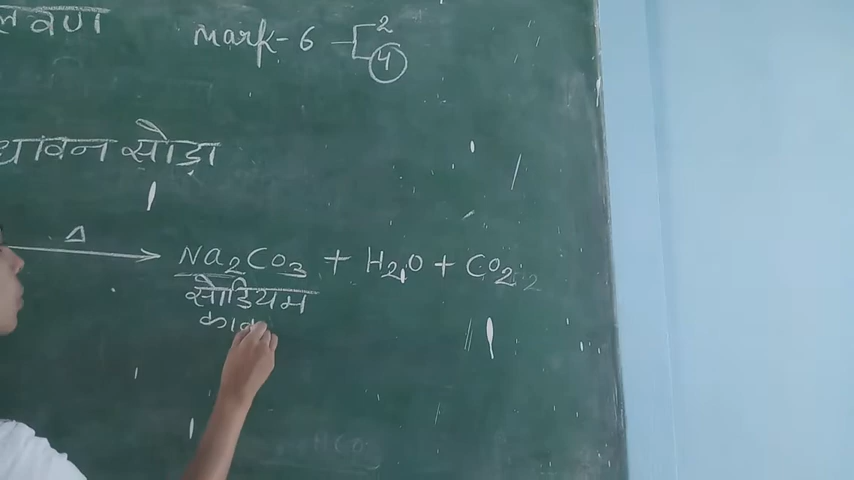 लवण
mark-6 2
4
धावन सोडा
Δ
Na₂CO₃ + H₂O + CO₂
सोडियम